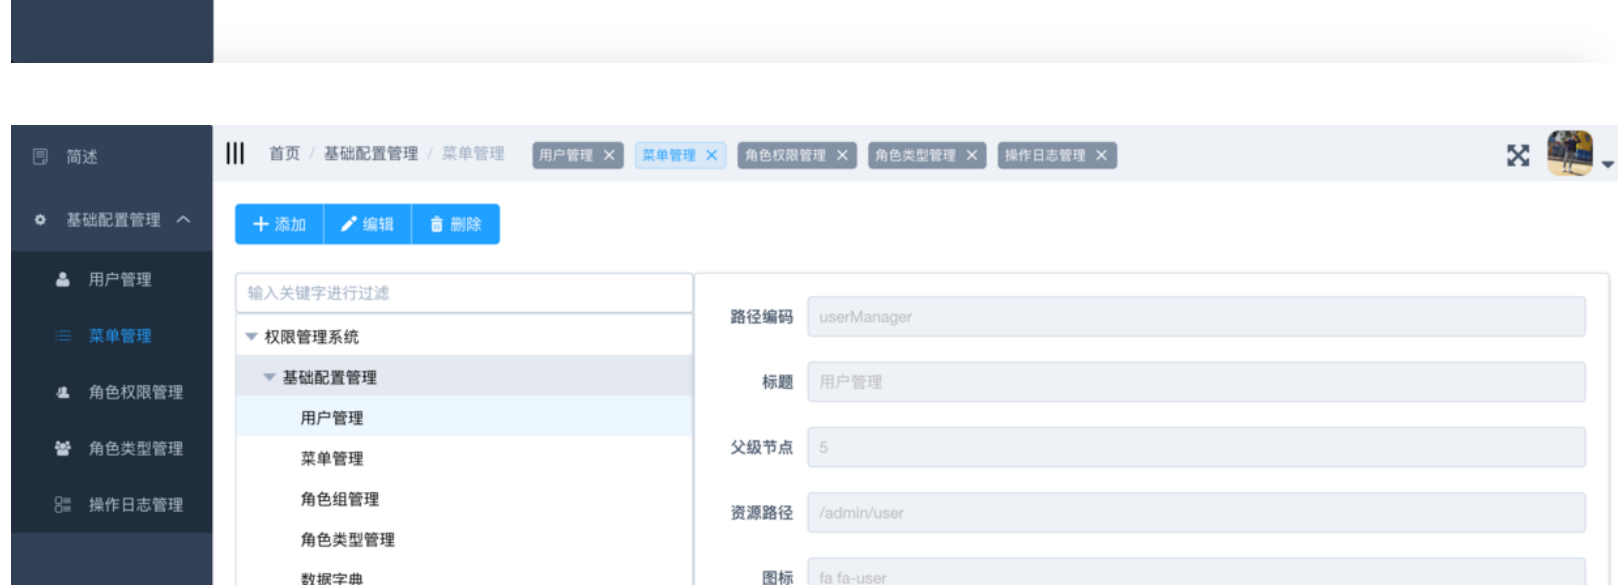 简述
首页 / 基础配置管理 / 菜单管理 用户管理 × 菜单管理 × 角色权限管理 × 角色类型管理 × 操作日志管理 ×
基础配置管理
用户管理
菜单管理
角色权限管理
角色类型管理
操作日志管理
添加 编辑 删除
输入关键字进行过滤
权限管理系统
基础配置管理
用户管理
菜单管理
角色组管理
角色类型管理
数据字典
路径编码 userManager
标题 用户管理
父级节点 5
资源路径 /admin/user
图标 fa fa-user